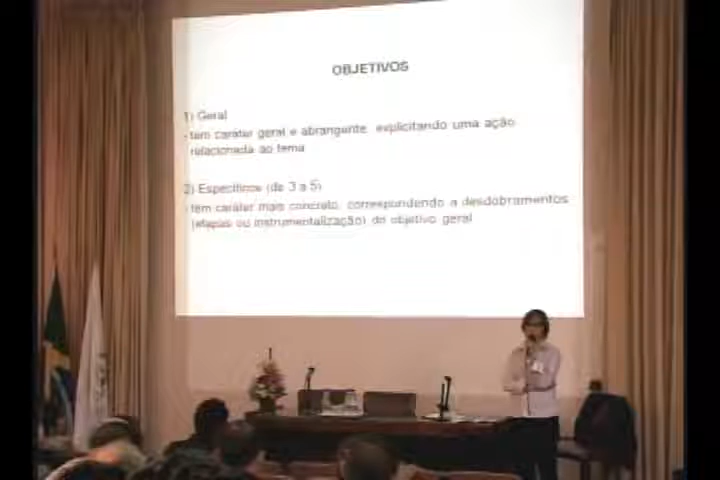 OBJETIVOS
1) Geral
- tem caráter geral e abrangente, explicitando uma ação
relacionada ao tema
2) Específicos (de 3 a 5)
- têm caráter mais concreto, correspondendo a desdobramentos
(etapas ou instrumentalização) do objetivo geral